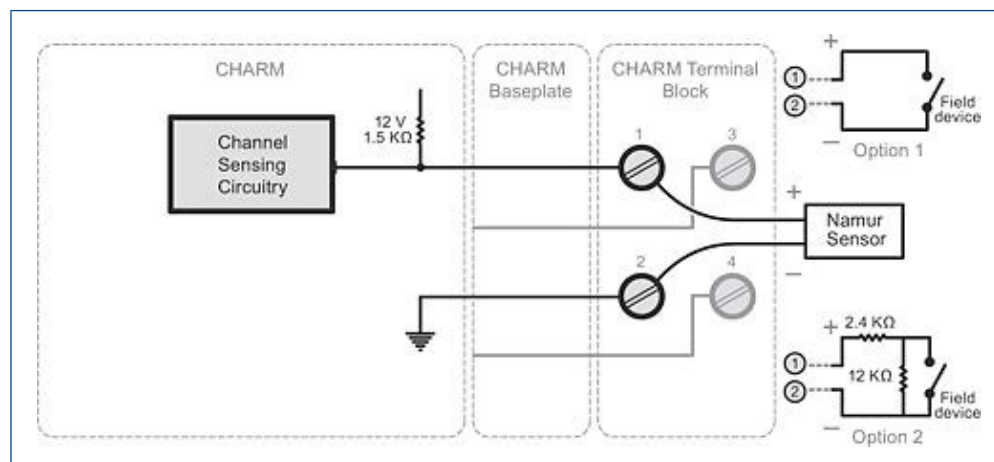 CHARM
CHARM
Baseplate
CHARM Terminal
Block
Channel
Sensing
Circuitry
12 V
1.5 KΩ
1
3
2
4
+
−
Namur
Sensor
+
1
2
−
Field
device
Option 1
+
2.4 KΩ
1
12 KΩ
2
−
Field
device
Option 2